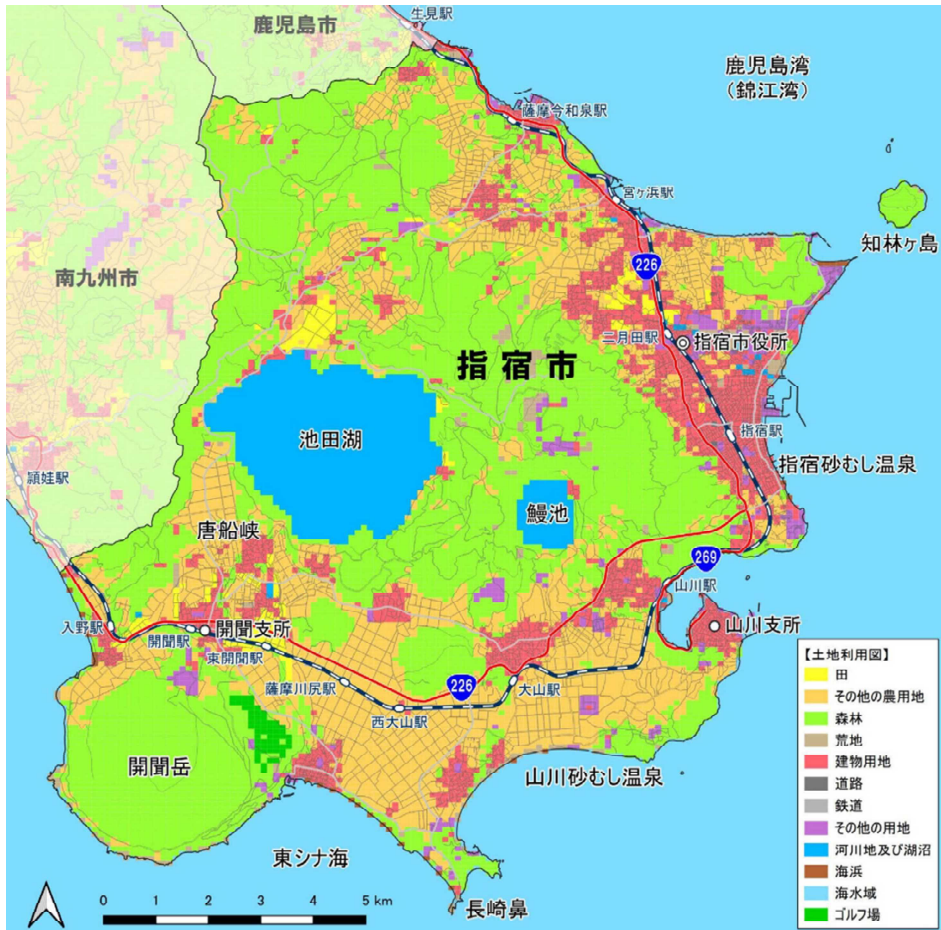 生見駅
鹿児島市
鹿児島湾
(錦江湾)
薩摩今和泉駅
宮ヶ浜駅
知林ヶ島
226
南九州市
二月田駅
指宿市役所
指宿市
池田湖
指宿駅
指宿砂むし温泉
頴娃駅
鰻池
唐船峡
269
山川駅
入野駅
開聞駅
開聞支所
山川支所
東開聞駅
薩摩川尻駅
226
大山駅
西大山駅
開聞岳
山川砂むし温泉
東シナ海
長崎鼻
0 1 2 3 4 5 km
【土地利用図】
田
その他の農用地
森林
荒地
建物用地
道路
鉄道
その他の用地
河川地及び湖沼
海浜
海水域
ゴルフ場